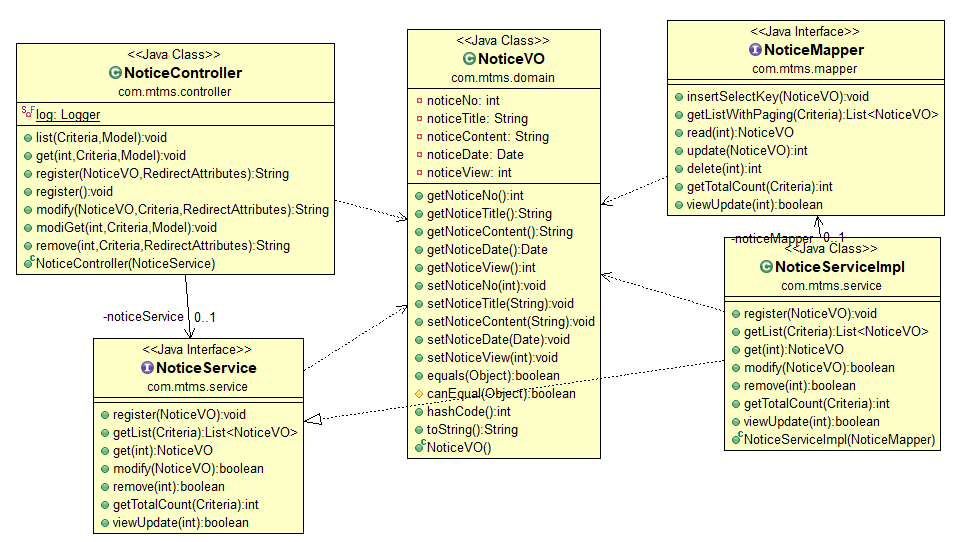 <<Java Class>>
NoticeController
com.mtms.controller
log: Logger
list(Criteria,Model):void
get(int,Criteria,Model):void
register(NoticeVO,RedirectAttributes):String
register():void
modify(NoticeVO,Criteria,RedirectAttributes):String
modiGet(int,Criteria,Model):void
remove(int,Criteria,RedirectAttributes):String
NoticeController(NoticeService)
-noticeService 0..1
<<Java Interface>>
NoticeService
com.mtms.service
register(NoticeVO):void
getList(Criteria):List<NoticeVO>
get(int):NoticeVO
modify(NoticeVO):boolean
remove(int):boolean
getTotalCount(Criteria):int
viewUpdate(int):boolean
<<Java Class>>
NoticeVO
com.mtms.domain
noticeNo: int
noticeTitle: String
noticeContent: String
noticeDate: Date
noticeView: int
getNoticeNo():int
getNoticeTitle():String
getNoticeContent():String
getNoticeDate():Date
getNoticeView():int
setNoticeNo(int):void
setNoticeTitle(String):void
setNoticeContent(String):void
setNoticeDate(Date):void
setNoticeView(int):void
equals(Object):boolean
canEqual(Object):boolean
hashCode():int
toString():String
NoticeVO()
<<Java Interface>>
NoticeMapper
com.mtms.mapper
insertSelectKey(NoticeVO):void
getListWithPaging(Criteria):List<NoticeVO>
read(int):NoticeVO
update(NoticeVO):int
delete(int):int
getTotalCount(Criteria):int
viewUpdate(int):boolean
-noticeMapper 0..1
<<Java Class>>
NoticeServiceImpl
com.mtms.service
register(NoticeVO):void
getList(Criteria):List<NoticeVO>
get(int):NoticeVO
modify(NoticeVO):boolean
remove(int):boolean
getTotalCount(Criteria):int
viewUpdate(int):boolean
NoticeServiceImpl(NoticeMapper)